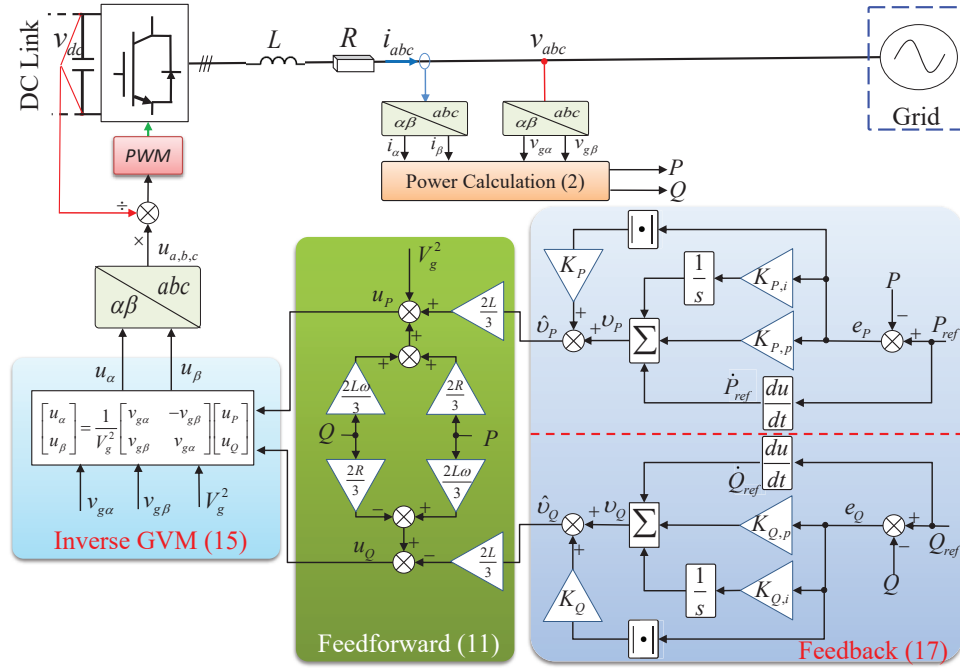 DC Link
v_dc
L
R
i_abc
v_abc
Grid
PWM
αβ abc
αβ abc
i_α i_β v_gα v_gβ
Power Calculation (2)
P
Q
÷
×
u_a,b,c
αβ abc
u_α u_β
[u_α u_β] = 1/V_g^2 [v_gα -v_gβ v_gβ v_gα] [u_P u_Q]
v_gα v_gβ V_g^2
Inverse GVM (15)
V_g^2
u_P + 2L/3
+
+ +
2Lω/3 2R/3
Q P
2R/3 2Lω/3
− +
+
u_Q − 2L/3
Feedforward (11)
|•|
K_P 1/s K_P,i
P
υ̂_P + + υ_P Σ K_P,p e_P − + P_ref
Ṗ_ref du/dt
Q̇_ref du/dt
υ̂_Q + υ_Q Σ K_Q,p e_Q + Q_ref
+ −
K_Q 1/s K_Q,i Q
|•|
Feedback (17)